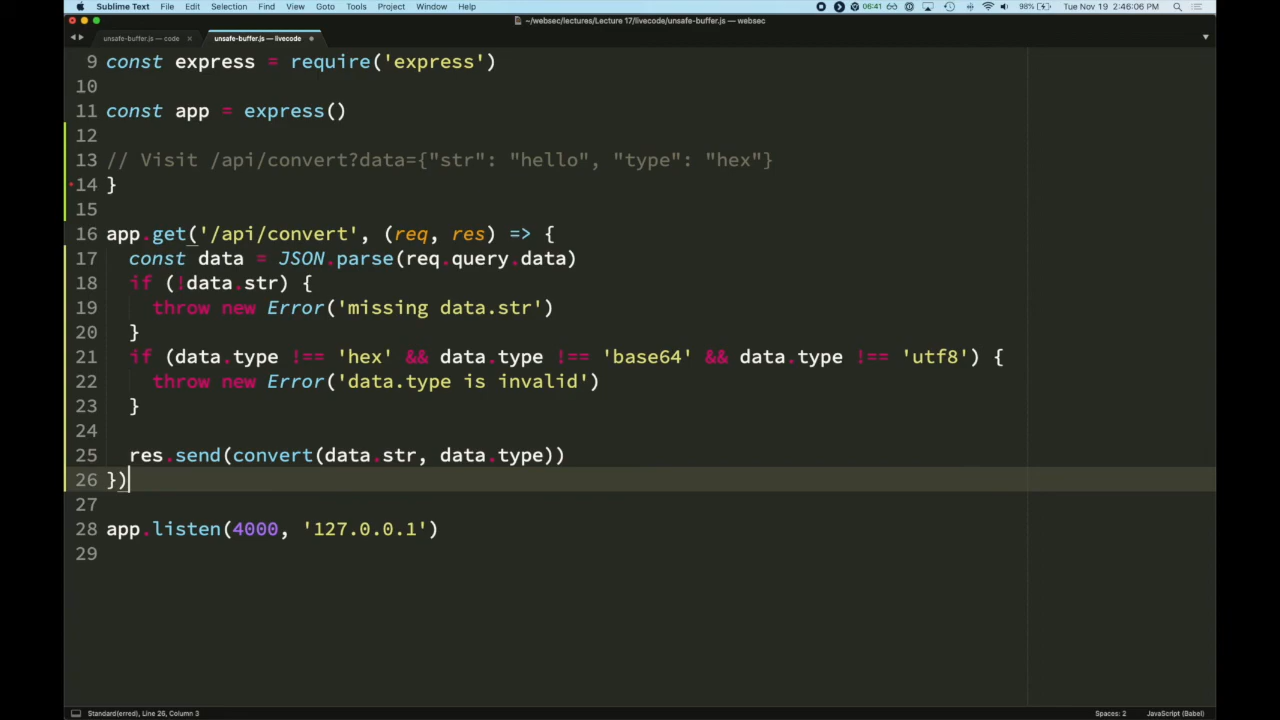 Sublime Text File Edit Selection Find View Goto Tools Project Window Help 06:41 98% Tue Nov 19 2:46:06 PM
~/websec/lectures/Lecture 17/livecode/unsafe-buffer.js — websec
unsafe-buffer.js — code × unsafe-buffer.js — livecode
9 const express = require('express')
10
11 const app = express()
12
13 // Visit /api/convert?data={"str": "hello", "type": "hex"}
14 }
15
16 app.get('/api/convert', (req, res) => {
17 const data = JSON.parse(req.query.data)
18 if (!data.str) {
19 throw new Error('missing data.str')
20 }
21 if (data.type !== 'hex' && data.type !== 'base64' && data.type !== 'utf8') {
22 throw new Error('data.type is invalid')
23 }
24
25 res.send(convert(data.str, data.type))
26 })
27
28 app.listen(4000, '127.0.0.1')
29
Standard(erred), Line 26, Column 3 Spaces: 2 JavaScript (Babel)